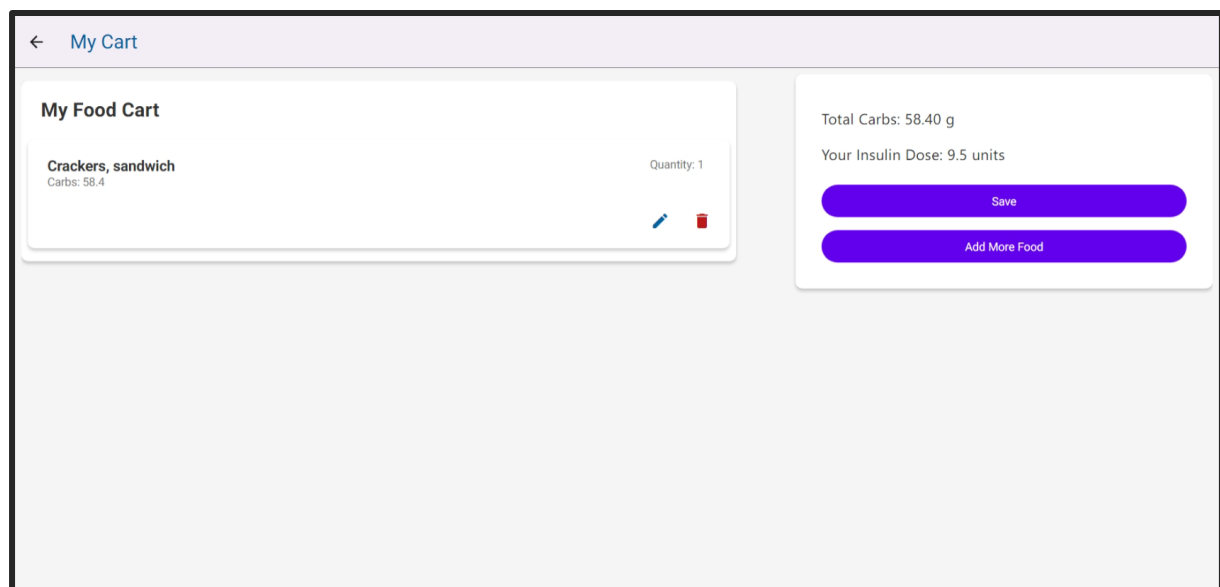 My Cart
My Food Cart
Crackers, sandwich
Quantity: 1
Carbs: 58.4
Total Carbs: 58.40 g
Your Insulin Dose: 9.5 units
Save
Add More Food